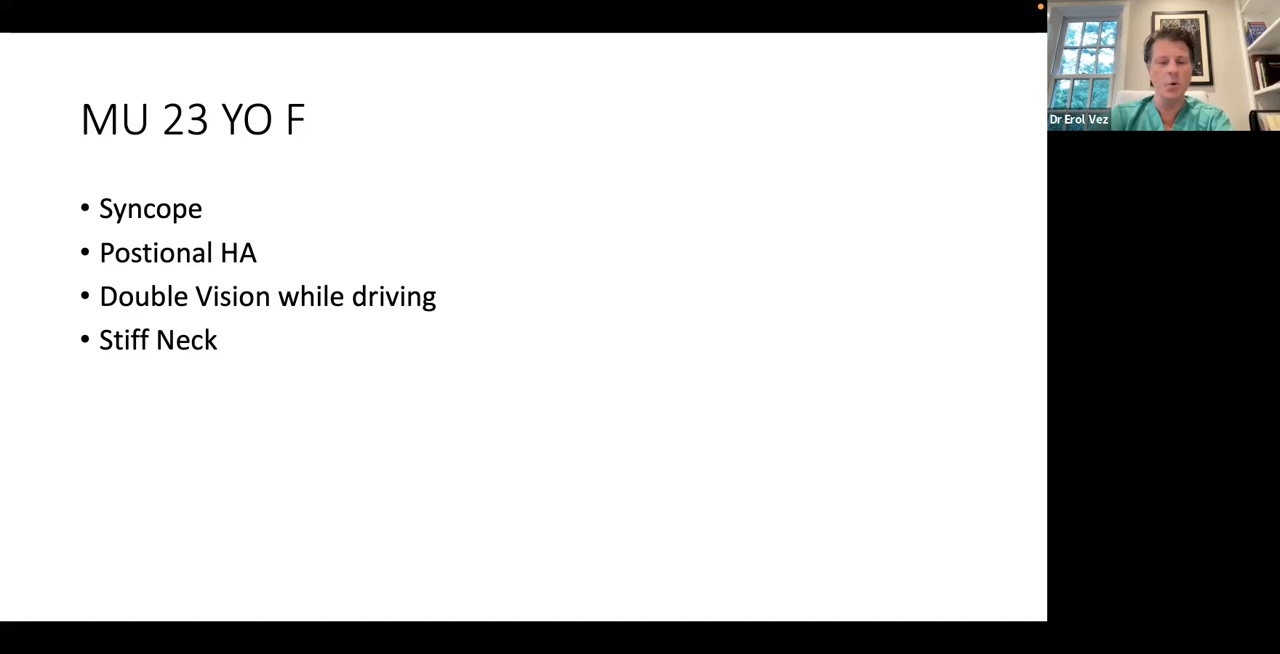 MU 23 YO F
• Syncope
• Postional HA
• Double Vision while driving
• Stiff Neck
Dr Erol Vez